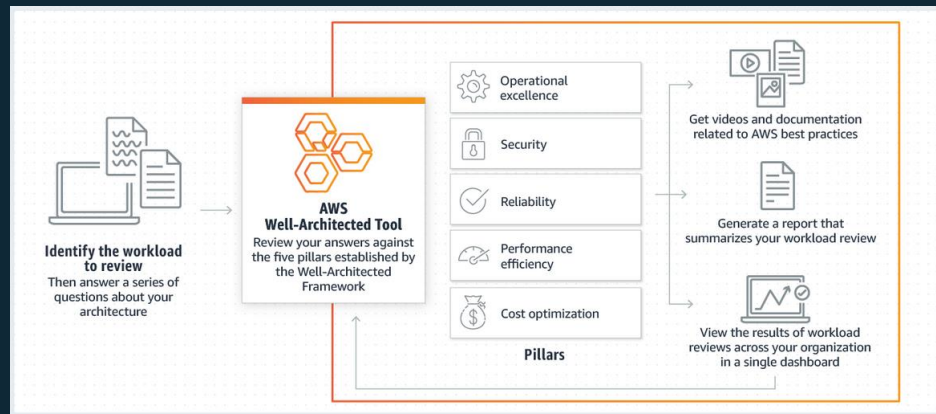 Identify the workload
to review
Then answer a series of
questions about your
architecture
AWS
Well-Architected Tool
Review your answers against
the five pillars established by
the Well-Architected
Framework
Operational
excellence
Security
Reliability
Performance
efficiency
Cost optimization
Pillars
Get videos and documentation
related to AWS best practices
Generate a report that
summarizes your workload review
View the results of workload
reviews across your organization
in a single dashboard